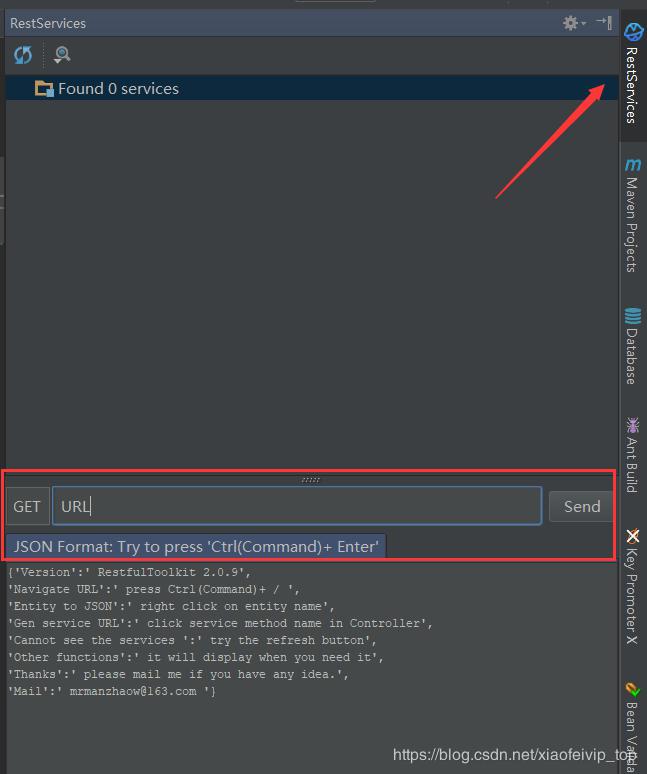 RestServices
Found 0 services
GET
URL
Send
JSON Format: Try to press 'Ctrl(Command)+ Enter'
{'Version':' RestfulToolkit 2.0.9',
'Navigate URL':' press Ctrl(Command)+ / ',
'Entity to JSON':' right click on entity name',
'Gen service URL':' click service method name in Controller',
'Cannot see the services ':' try the refresh button',
'Other functions':' it will display when you need it',
'Thanks':' please mail me if you have any idea.',
'Mail':' mrmanzhaow@163.com '}
RestServices
Maven Projects
Database
Ant Build
Key Promoter X
Bean Valida
https://blog.csdn.net/xiaofeivip_top